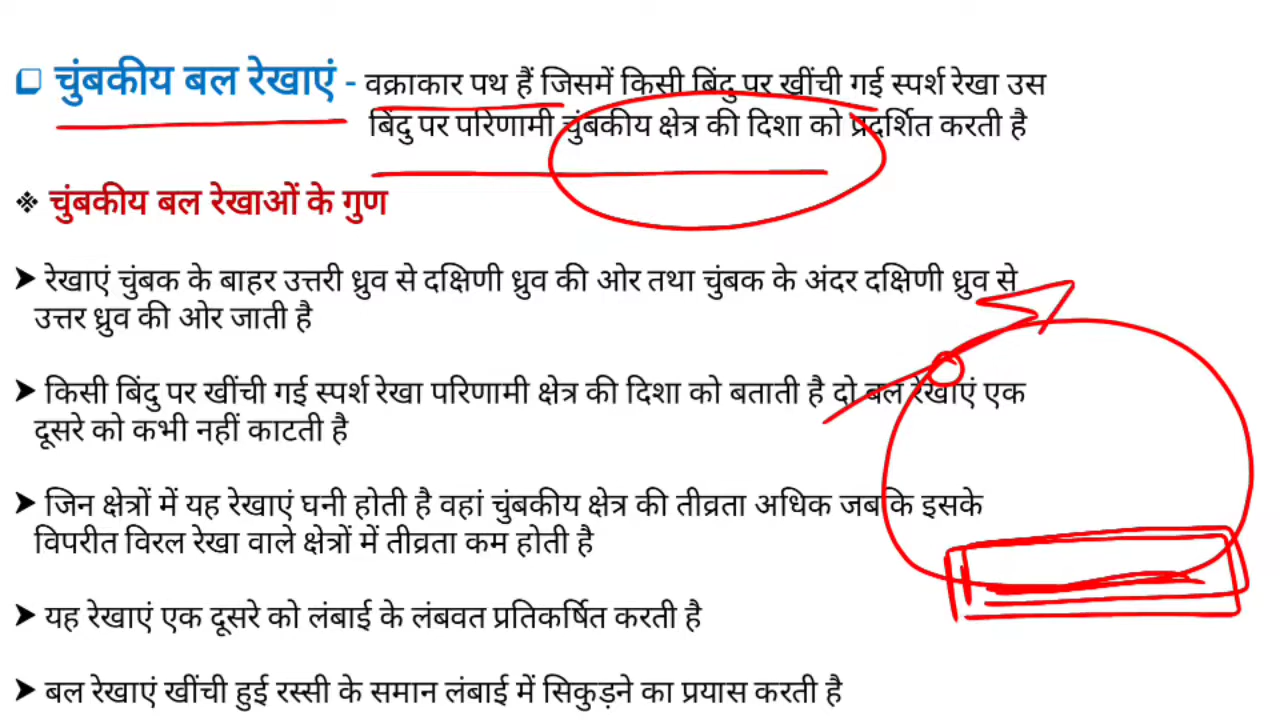 चुंबकीय बल रेखाएं - वक्राकार पथ हैं जिसमें किसी बिंदु पर खींची गई स्पर्श रेखा उस
बिंदु पर परिणामी चुंबकीय क्षेत्र की दिशा को प्रदर्शित करती है
चुंबकीय बल रेखाओं के गुण
रेखाएं चुंबक के बाहर उत्तरी ध्रुव से दक्षिणी ध्रुव की ओर तथा चुंबक के अंदर दक्षिणी ध्रुव से
उत्तर ध्रुव की ओर जाती है
किसी बिंदु पर खींची गई स्पर्श रेखा परिणामी क्षेत्र की दिशा को बताती है दो बल रेखाएं एक
दूसरे को कभी नहीं काटती है
जिन क्षेत्रों में यह रेखाएं घनी होती है वहां चुंबकीय क्षेत्र की तीव्रता अधिक जबकि इसके
विपरीत विरल रेखा वाले क्षेत्रों में तीव्रता कम होती है
यह रेखाएं एक दूसरे को लंबाई के लंबवत प्रतिकर्षित करती है
बल रेखाएं खींची हुई रस्सी के समान लंबाई में सिकुड़ने का प्रयास करती है